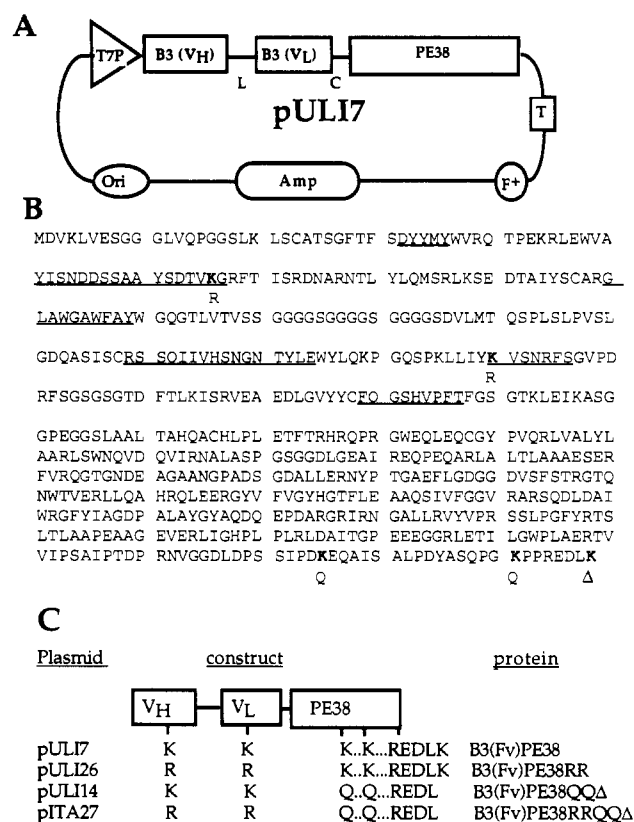 A
T7P B3 (VH) B3 (VL) PE38
L C
pULI7 T
Ori Amp F+
B
MDVKLVESGG GLVQPGGSLK LSCATSGFTF SDYYMYWVRQ TPEKRLEWVA
YISNDDSSAA YSDTVKGRFT ISRDNARNTL YLQMSRLKSE DTAIYSCARG
R
LAWGAWFAYW GQGTLVTVSS GGGGSGGGGS GGGGSDVLMT QSPLSLPVSL
GDQASISCRS SQIIVHSNGN TYLEWYLQKP GQSPKLLIYK VSNRFSGVPD
R
RFSGSGSGTD FTLKISRVEA EDLGVYYCFQ GSHVPFTFGS GTKLEIKASG
GPEGGSLAAL TAHQACHLPL ETFTRHRQPR GWEQLEQCGY PVQRLVALYL
AARLSWNQVD QVIRNALASP GSGGDLGEAI REQPEQARLA LTLAAAESER
FVRQGTGNDE AGAANGPADS GDALLERNYP TGAEFLGDGG DVSFSTRGTQ
NWTVERLLQA HRQLEERGYV FVGYHGTFLE AAQSIVFGGV RARSQDLDAI
WRGFYIAGDP ALAYGYAQDQ EPDARGRIRN GALLRVYVPR SSLPGFYRTS
LTLAAPEAAG EVERLIGHPL PLRLDAITGP EEEGGRLETI LGWPLAERTV
VIPSAIPTDP RNVGGDLDPS SIPDKEQAIS ALPDYASQPG KPPREDLK
Q Q Δ
C
Plasmid construct protein
VH VL PE38
pULI7 K K K..K...REDLK B3(Fv)PE38
pULI26 R R K..K...REDLK B3(Fv)PE38RR
pULI14 K K Q...Q...REDL B3(Fv)PE38QQΔ
pITA27 R R Q...Q...REDL B3(Fv)PE38RRQQΔ